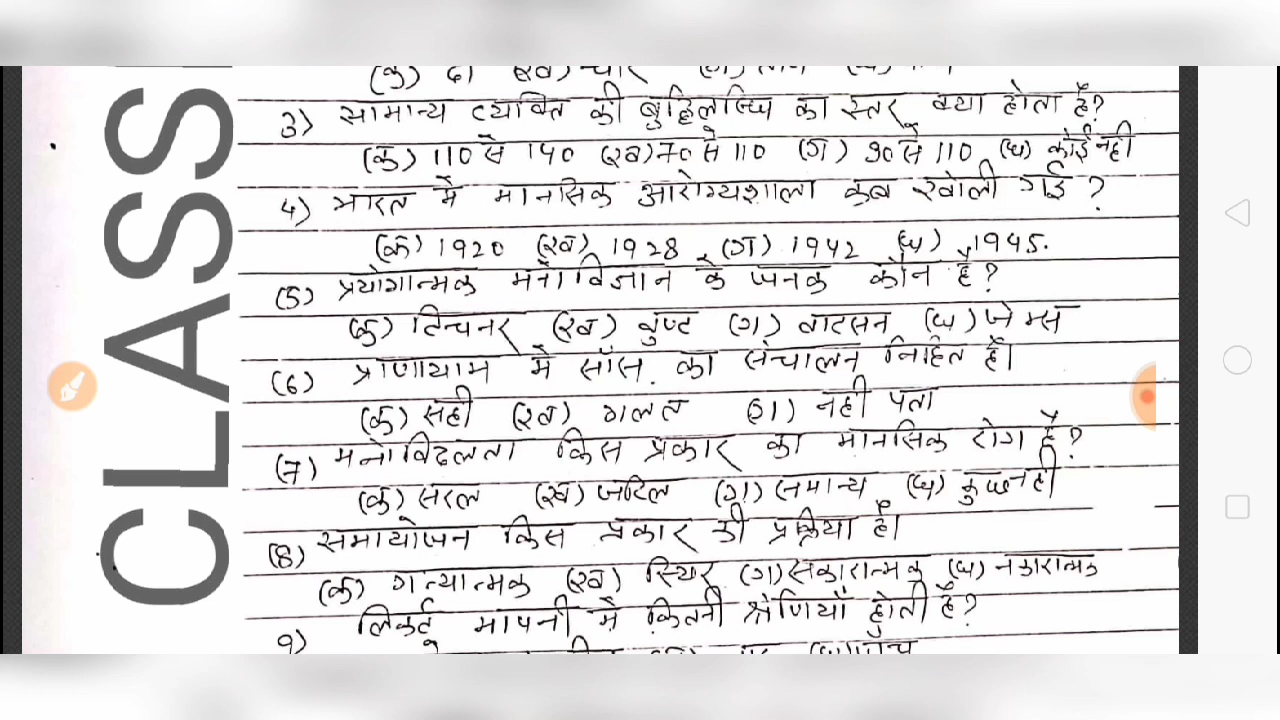 CLASS
(क) दो (ख) चार
3) सामान्य व्यक्ति की बुद्धिलब्धि का स्तर क्या होता है?
(क) 110 से 140 (ख) 70 से 110 (ग) 90 से 110 (घ) कोई नही
4) भारत में मानसिक आरोग्यशाला कब खोली गई ?
(क) 1920 (ख) 1928 (ग) 1942 (घ) 1945.
(5) प्रयोगात्मक मनोविज्ञान के जनक कौन है?
(क) टिचनर (ख) वुण्ट (ग) वाटसन (घ) जेम्स
(6) प्राणायाम में साँस का संचालन निहित है।
(क) सही (ख) गलत (ग) नही पता
(7) मनोविदलता किस प्रकार का मानसिक रोग है?
(क) सरल (ख) जटिल (ग) समान्य (घ) कुछ नही
(8) समायोजन किस प्रकार की प्रक्रिया है।
(क) गत्यात्मक (ख) स्थिर (ग) सकारात्मक (घ) नकारात्मक
9) लिकर्ट मापनी में कितनी श्रेणियाँ होती है?